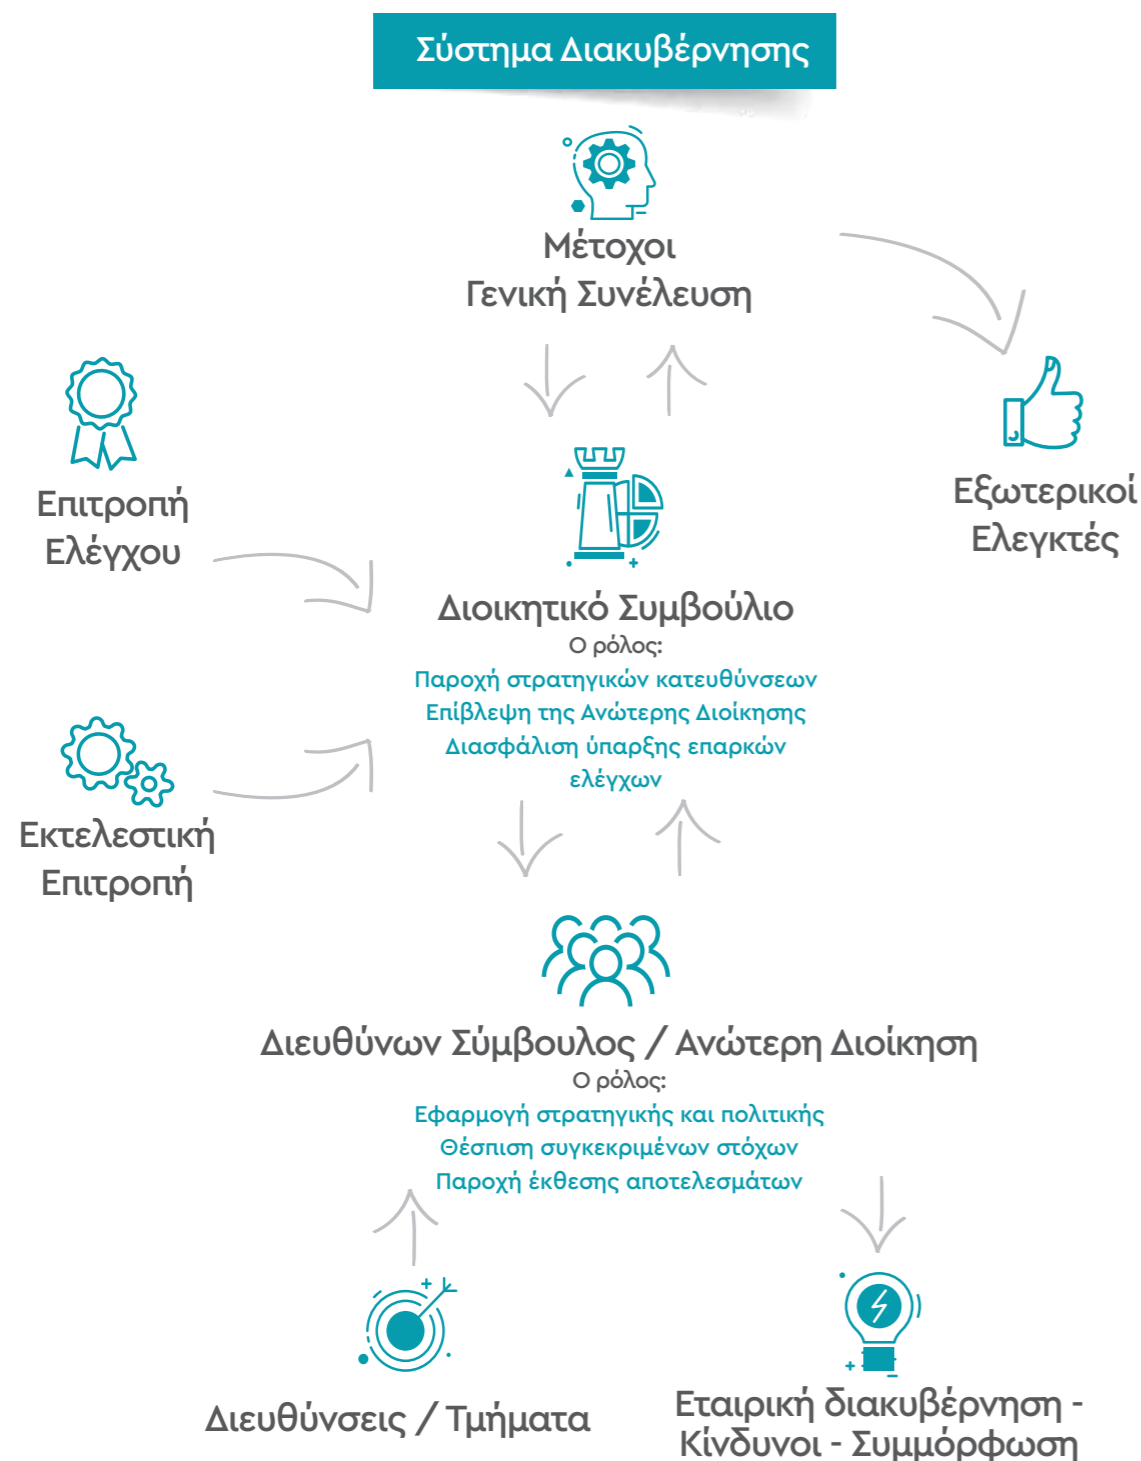 Σύστημα Διακυβέρνησης
Μέτοχοι
Γενική Συνέλευση
Επιτροπή
Ελέγχου
Εξωτερικοί
Ελεγκτές
Διοικητικό Συμβούλιο
Ο ρόλος:
Παροχή στρατηγικών κατευθύνσεων
Επίβλεψη της Ανώτερης Διοίκησης
Διασφάλιση ύπαρξης επαρκών
ελέγχων
Εκτελεστική
Επιτροπή
Διευθύνων Σύμβουλος / Ανώτερη Διοίκηση
Ο ρόλος:
Εφαρμογή στρατηγικής και πολιτικής
Θέσπιση συγκεκριμένων στόχων
Παροχή έκθεσης αποτελεσμάτων
Διευθύνσεις / Τμήματα
Εταιρική διακυβέρνηση -
Κίνδυνοι - Συμμόρφωση